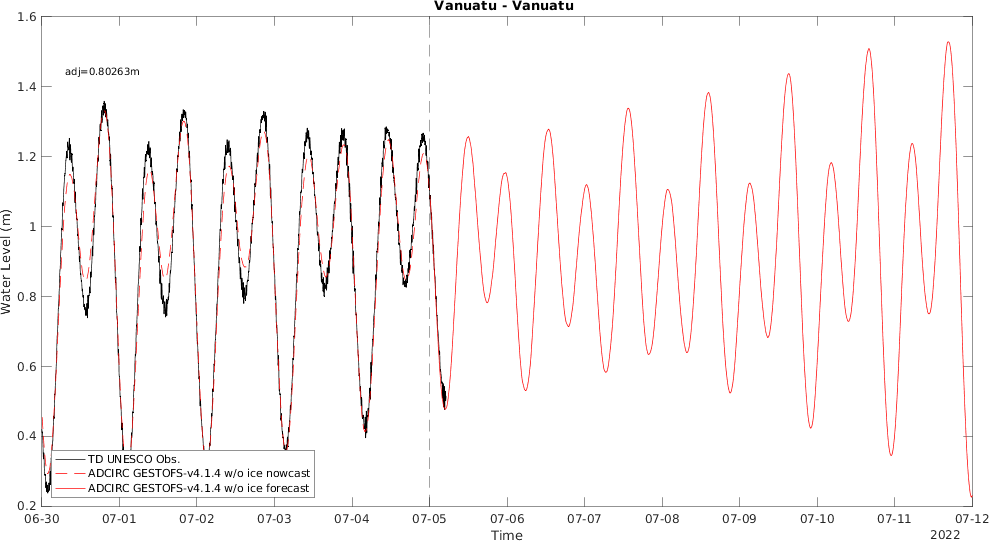 Vanuatu - Vanuatu
1.6
1.4
1.2
1
0.8
0.6
0.4
0.2
Water Level (m)
adj=0.80263m
TD UNESCO Obs.
ADCIRC GESTOFS-v4.1.4 w/o ice nowcast
ADCIRC GESTOFS-v4.1.4 w/o ice forecast
06-30 07-01 07-02 07-03 07-04 07-05 07-06 07-07 07-08 07-09 07-10 07-11 07-12
Time
2022